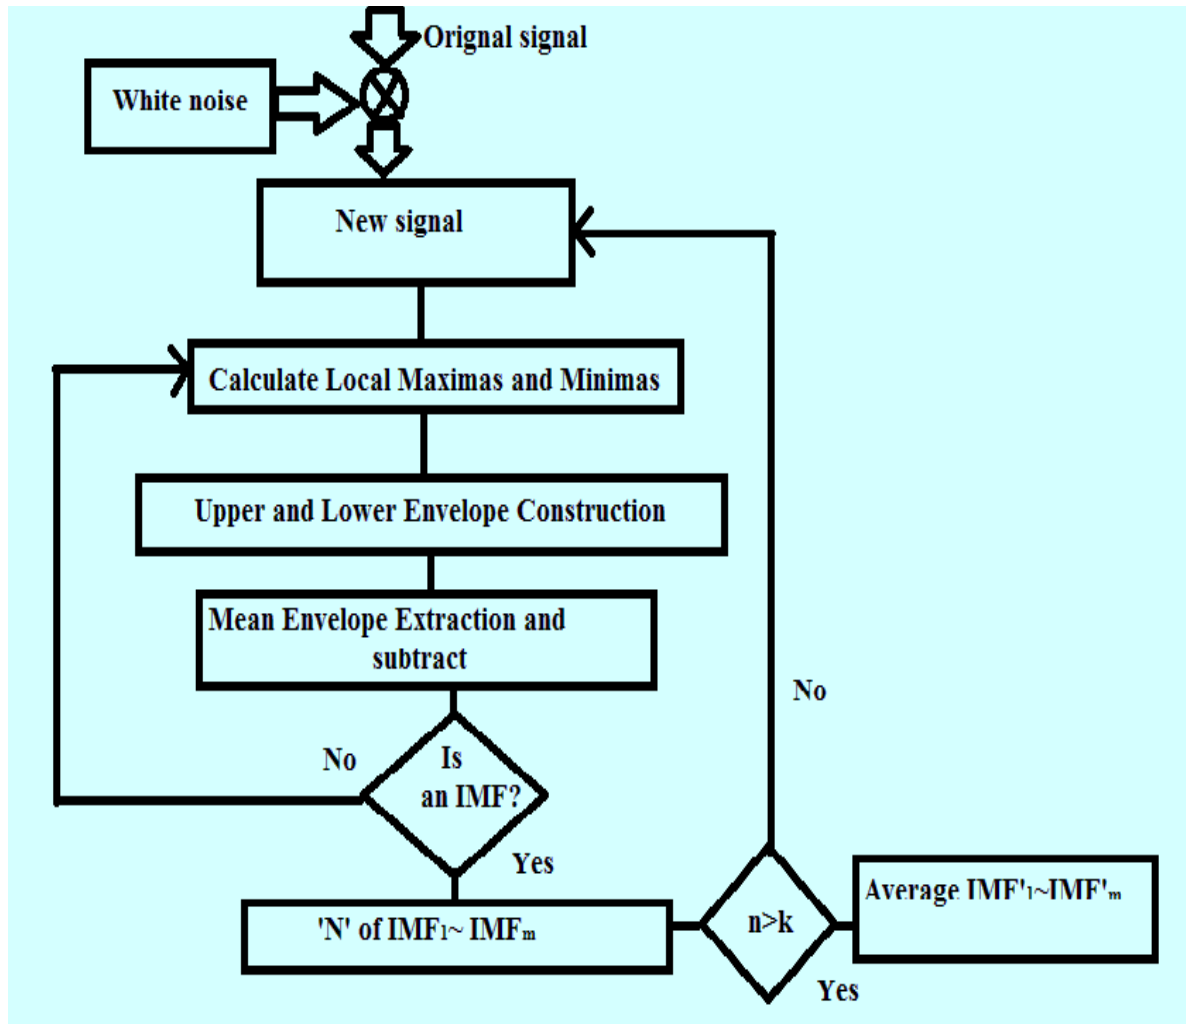 Orignal signal
White noise
New signal
Calculate Local Maximas and Minimas
Upper and Lower Envelope Construction
Mean Envelope Extraction and
subtract
No
Is
an IMF?
Yes
'N' of IMF₁~ IMFₘ
No
n>k
Yes
Average IMF'₁~IMF'ₘ